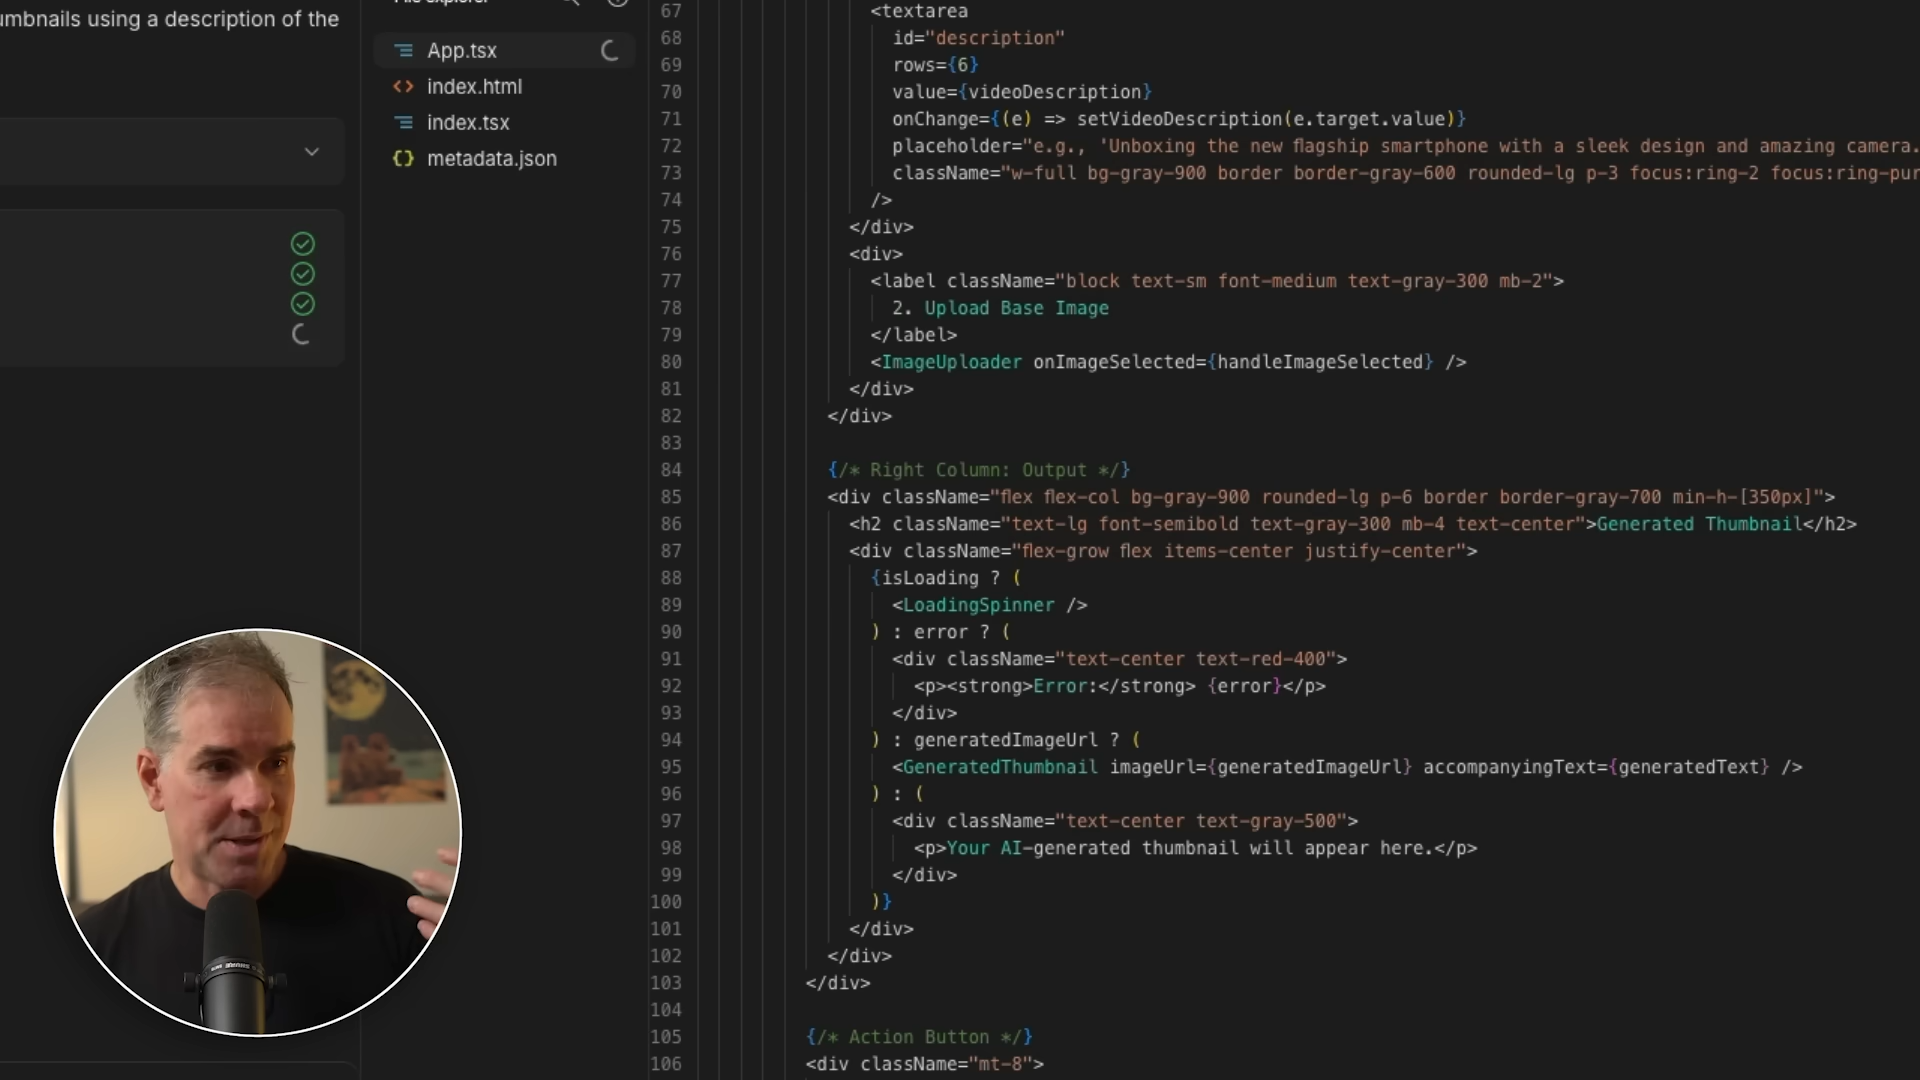 umbnails using a description of the
File explorer
App.tsx
index.html
index.tsx
metadata.json
67 <textarea
68 id="description"
69 rows={6}
70 value={videoDescription}
71 onChange={(e) => setVideoDescription(e.target.value)}
72 placeholder="e.g., 'Unboxing the new flagship smartphone with a sleek design and amazing camera.
73 className="w-full bg-gray-900 border border-gray-600 rounded-lg p-3 focus:ring-2 focus:ring-pur
74 />
75 </div>
76 <div>
77 <label className="block text-sm font-medium text-gray-300 mb-2">
78 2. Upload Base Image
79 </label>
80 <ImageUploader onImageSelected={handleImageSelected} />
81 </div>
82 </div>
83
84 {/* Right Column: Output */}
85 <div className="flex flex-col bg-gray-900 rounded-lg p-6 border border-gray-700 min-h-[350px]">
86 <h2 className="text-lg font-semibold text-gray-300 mb-4 text-center">Generated Thumbnail</h2>
87 <div className="flex-grow flex items-center justify-center">
88 {isLoading ? (
89 <LoadingSpinner />
90 ) : error ? (
91 <div className="text-center text-red-400">
92 <p><strong>Error:</strong> {error}</p>
93 </div>
94 ) : generatedImageUrl ? (
95 <GeneratedThumbnail imageUrl={generatedImageUrl} accompanyingText={generatedText} />
96 ) : (
97 <div className="text-center text-gray-500">
98 <p>Your AI-generated thumbnail will appear here.</p>
99 </div>
100 )}
101 </div>
102 </div>
103 </div>
104
105 {/* Action Button */}
106 <div className="mt-8">